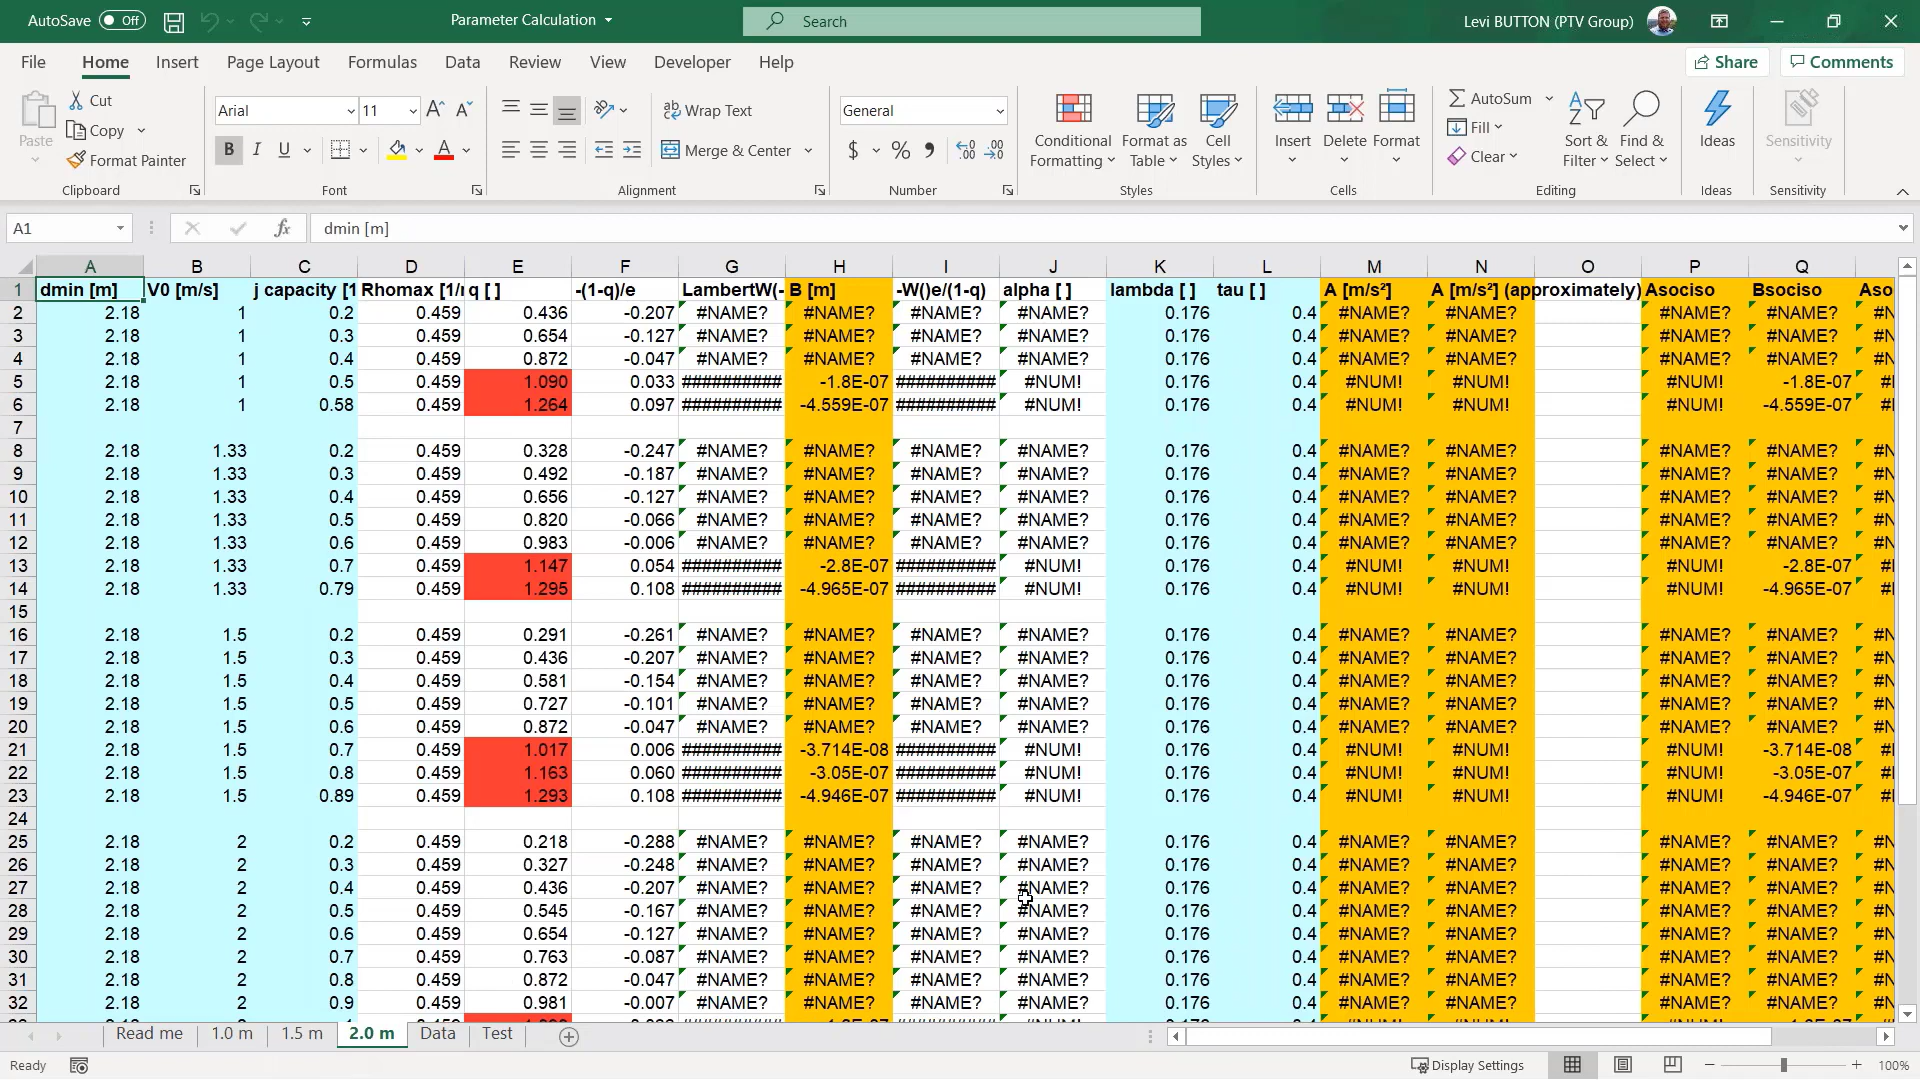 AutoSave Off Parameter Calculation Search Levi BUTTON (PTV Group)
File Home Insert Page Layout Formulas Data Review View Developer Help Share Comments
Paste Cut Copy Format Painter Clipboard
Arial 11 B I U Font
Wrap Text Merge & Center Alignment
General $ % Number
Conditional Formatting Format as Table Cell Styles Styles
Insert Delete Format Cells
AutoSum Fill Clear Sort & Filter Find & Select Editing
Ideas Ideas
Sensitivity Sensitivity
A1 fx dmin [m]
A B C D E F G H I J K L M N O P Q
1 dmin [m] V0 [m/s] j capacity [1 Rhomax [1/ q [ ] -(1-q)/e LambertW(- B [m] -W()e/(1-q) alpha [ ] lambda [ ] tau [ ] A [m/s²] A [m/s²] (approximately) Asociso Bsociso Aso
2 2.18 1 0.2 0.459 0.436 -0.207 #NAME? #NAME? #NAME? #NAME? 0.176 0.4 #NAME? #NAME? #NAME? #NAME? #N
3 2.18 1 0.3 0.459 0.654 -0.127 #NAME? #NAME? #NAME? #NAME? 0.176 0.4 #NAME? #NAME? #NAME? #NAME? #N
4 2.18 1 0.4 0.459 0.872 -0.047 #NAME? #NAME? #NAME? #NAME? 0.176 0.4 #NAME? #NAME? #NAME? #NAME? #N
5 2.18 1 0.5 0.459 1.090 0.033 ########## -1.8E-07 ########## #NUM! 0.176 0.4 #NUM! #NUM! #NUM! -1.8E-07 #
6 2.18 1 0.58 0.459 1.264 0.097 ########## -4.559E-07 ########## #NUM! 0.176 0.4 #NUM! #NUM! #NUM! -4.559E-07 #
7
8 2.18 1.33 0.2 0.459 0.328 -0.247 #NAME? #NAME? #NAME? #NAME? 0.176 0.4 #NAME? #NAME? #NAME? #NAME? #N
9 2.18 1.33 0.3 0.459 0.492 -0.187 #NAME? #NAME? #NAME? #NAME? 0.176 0.4 #NAME? #NAME? #NAME? #NAME? #N
10 2.18 1.33 0.4 0.459 0.656 -0.127 #NAME? #NAME? #NAME? #NAME? 0.176 0.4 #NAME? #NAME? #NAME? #NAME? #N
11 2.18 1.33 0.5 0.459 0.820 -0.066 #NAME? #NAME? #NAME? #NAME? 0.176 0.4 #NAME? #NAME? #NAME? #NAME? #N
12 2.18 1.33 0.6 0.459 0.983 -0.006 #NAME? #NAME? #NAME? #NAME? 0.176 0.4 #NAME? #NAME? #NAME? #NAME? #N
13 2.18 1.33 0.7 0.459 1.147 0.054 ########## -2.8E-07 ########## #NUM! 0.176 0.4 #NUM! #NUM! #NUM! -2.8E-07 #
14 2.18 1.33 0.79 0.459 1.295 0.108 ########## -4.965E-07 ########## #NUM! 0.176 0.4 #NUM! #NUM! #NUM! -4.965E-07 #
15
16 2.18 1.5 0.2 0.459 0.291 -0.261 #NAME? #NAME? #NAME? #NAME? 0.176 0.4 #NAME? #NAME? #NAME? #NAME? #N
17 2.18 1.5 0.3 0.459 0.436 -0.207 #NAME? #NAME? #NAME? #NAME? 0.176 0.4 #NAME? #NAME? #NAME? #NAME? #N
18 2.18 1.5 0.4 0.459 0.581 -0.154 #NAME? #NAME? #NAME? #NAME? 0.176 0.4 #NAME? #NAME? #NAME? #NAME? #N
19 2.18 1.5 0.5 0.459 0.727 -0.101 #NAME? #NAME? #NAME? #NAME? 0.176 0.4 #NAME? #NAME? #NAME? #NAME? #N
20 2.18 1.5 0.6 0.459 0.872 -0.047 #NAME? #NAME? #NAME? #NAME? 0.176 0.4 #NAME? #NAME? #NAME? #NAME? #N
21 2.18 1.5 0.7 0.459 1.017 0.006 ########## -3.714E-08 ########## #NUM! 0.176 0.4 #NUM! #NUM! #NUM! -3.714E-08 #
22 2.18 1.5 0.8 0.459 1.163 0.060 ########## -3.05E-07 ########## #NUM! 0.176 0.4 #NUM! #NUM! #NUM! -3.05E-07 #
23 2.18 1.5 0.89 0.459 1.293 0.108 ########## -4.946E-07 ########## #NUM! 0.176 0.4 #NUM! #NUM! #NUM! -4.946E-07 #
24
25 2.18 2 0.2 0.459 0.218 -0.288 #NAME? #NAME? #NAME? #NAME? 0.176 0.4 #NAME? #NAME? #NAME? #NAME? #N
26 2.18 2 0.3 0.459 0.327 -0.248 #NAME? #NAME? #NAME? #NAME? 0.176 0.4 #NAME? #NAME? #NAME? #NAME? #N
27 2.18 2 0.4 0.459 0.436 -0.207 #NAME? #NAME? #NAME? #NAME? 0.176 0.4 #NAME? #NAME? #NAME? #NAME? #N
28 2.18 2 0.5 0.459 0.545 -0.167 #NAME? #NAME? #NAME? #NAME? 0.176 0.4 #NAME? #NAME? #NAME? #NAME? #N
29 2.18 2 0.6 0.459 0.654 -0.127 #NAME? #NAME? #NAME? #NAME? 0.176 0.4 #NAME? #NAME? #NAME? #NAME? #N
30 2.18 2 0.7 0.459 0.763 -0.087 #NAME? #NAME? #NAME? #NAME? 0.176 0.4 #NAME? #NAME? #NAME? #NAME? #N
31 2.18 2 0.8 0.459 0.872 -0.047 #NAME? #NAME? #NAME? #NAME? 0.176 0.4 #NAME? #NAME? #NAME? #NAME? #N
32 2.18 2 0.9 0.459 0.981 -0.007 #NAME? #NAME? #NAME? #NAME? 0.176 0.4 #NAME? #NAME? #NAME? #NAME? #N
Read me 1.0 m 1.5 m 2.0 m Data Test
Ready Display Settings 100%